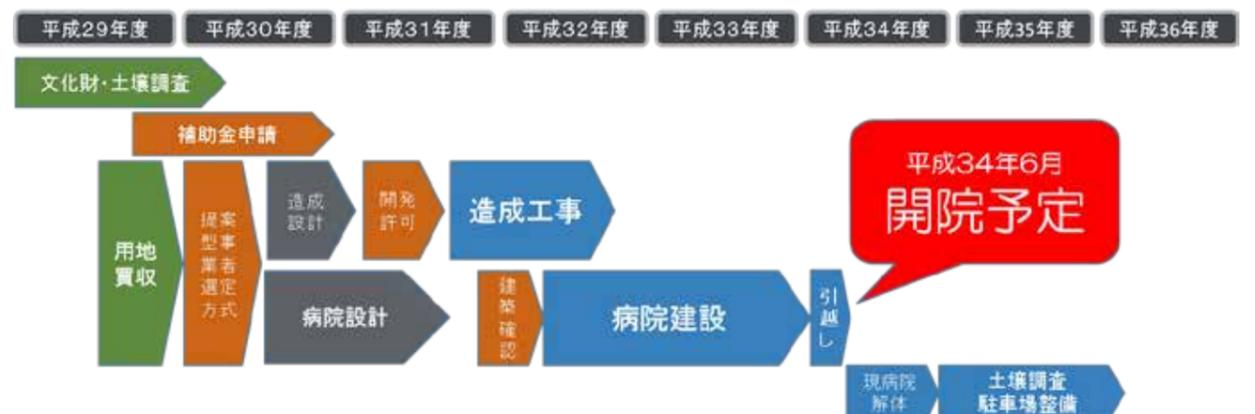 平成29年度
平成30年度
平成31年度
平成32年度
平成33年度
平成34年度
平成35年度
平成36年度
文化財・土壌調査
補助金申請
用地
買収
提案
型事
業者
選定
方式
造成
設計
開発
許可
造成工事
病院設計
建築確認
病院建設
引越し
平成34年6月
開院予定
現病院
解体
土壌調査
駐車場整備